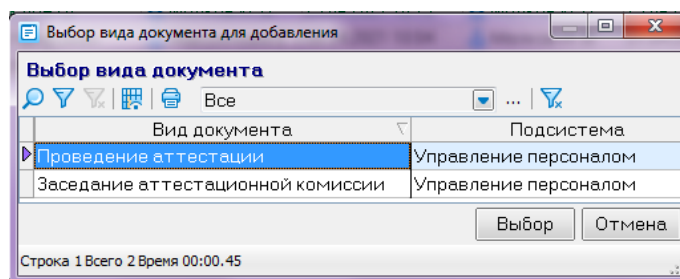 Выбор вида документа для добавления
Выбор вида документа
Все
...
Вид документа Подсистема
Проведение аттестации Управление персоналом
Заседание аттестационной комиссии Управление персоналом
Выбор Отмена
Строка 1 Всего 2 Время 00:00.45